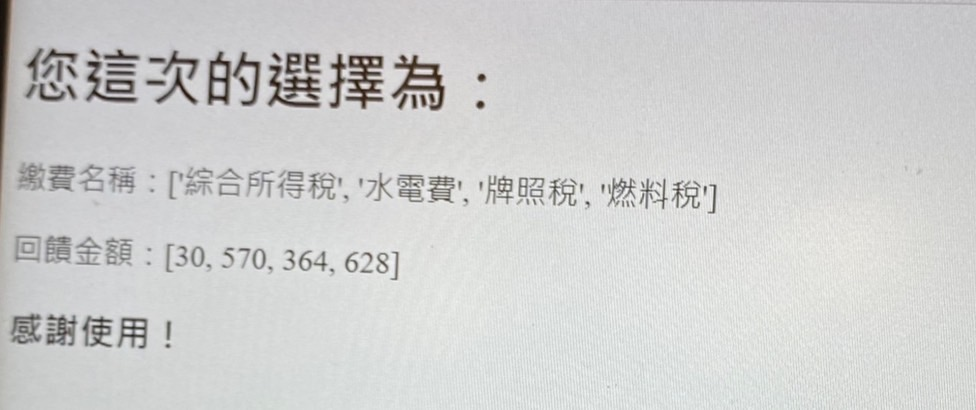 您這次的選擇為：
繳費名稱：['綜合所得稅', '水電費', '牌照稅', '燃料稅']
回饋金額：[30, 570, 364, 628]
感謝使用！